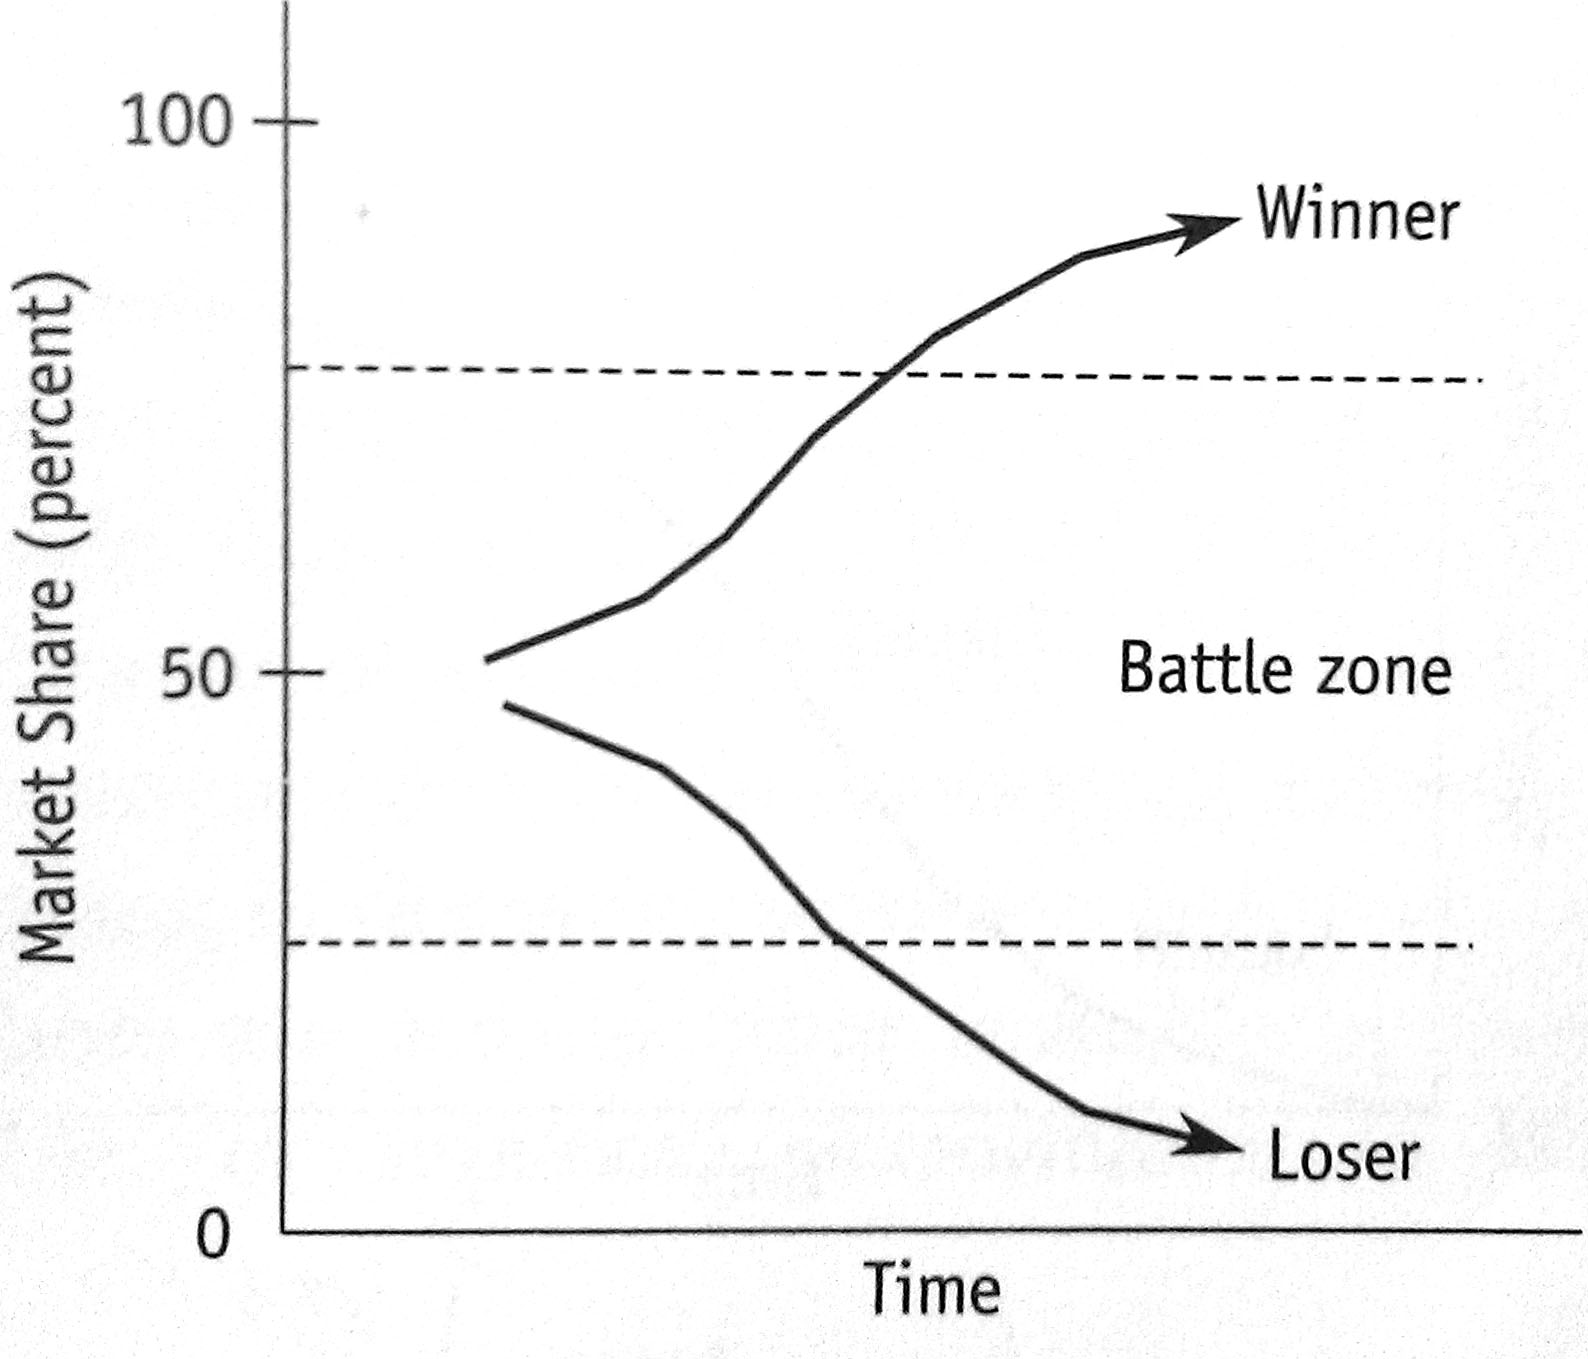 100
Winner
Market Share (percent)
50
Battle zone
Loser
0
Time